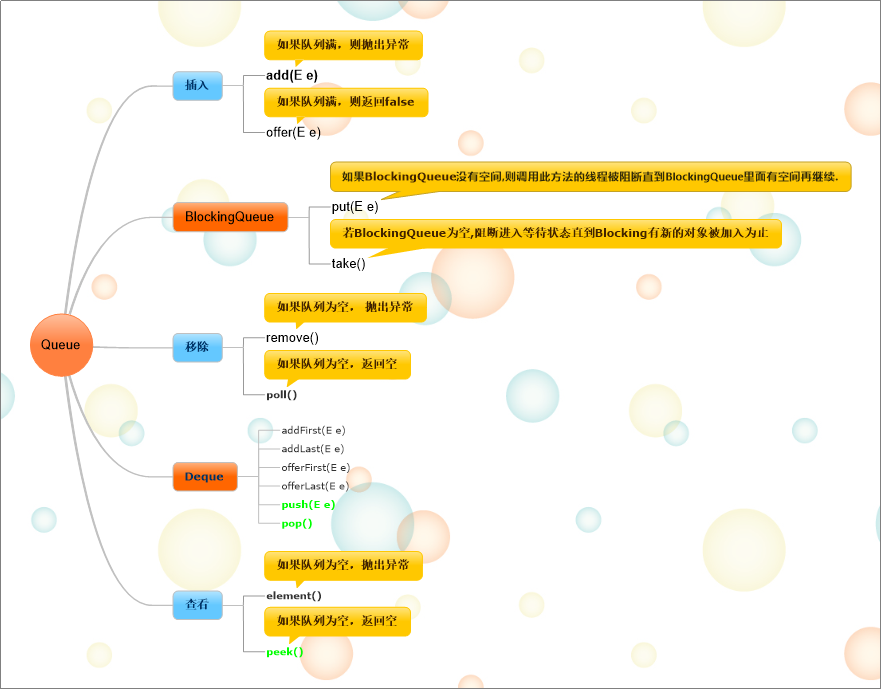 Queue
插入
如果队列满，则抛出异常
add(E e)
如果队列满，则返回false
offer(E e)
BlockingQueue
如果BlockingQueue没有空间,则调用此方法的线程被阻断直到BlockingQueue里面有空间再继续.
put(E e)
若BlockingQueue为空,阻断进入等待状态直到Blocking有新的对象被加入为止
take()
移除
如果队列为空， 抛出异常
remove()
如果队列为空，返回空
poll()
Deque
addFirst(E e)
addLast(E e)
offerFirst(E e)
offerLast(E e)
push(E e)
pop()
查看
如果队列为空，抛出异常
element()
如果队列为空，返回空
peek()